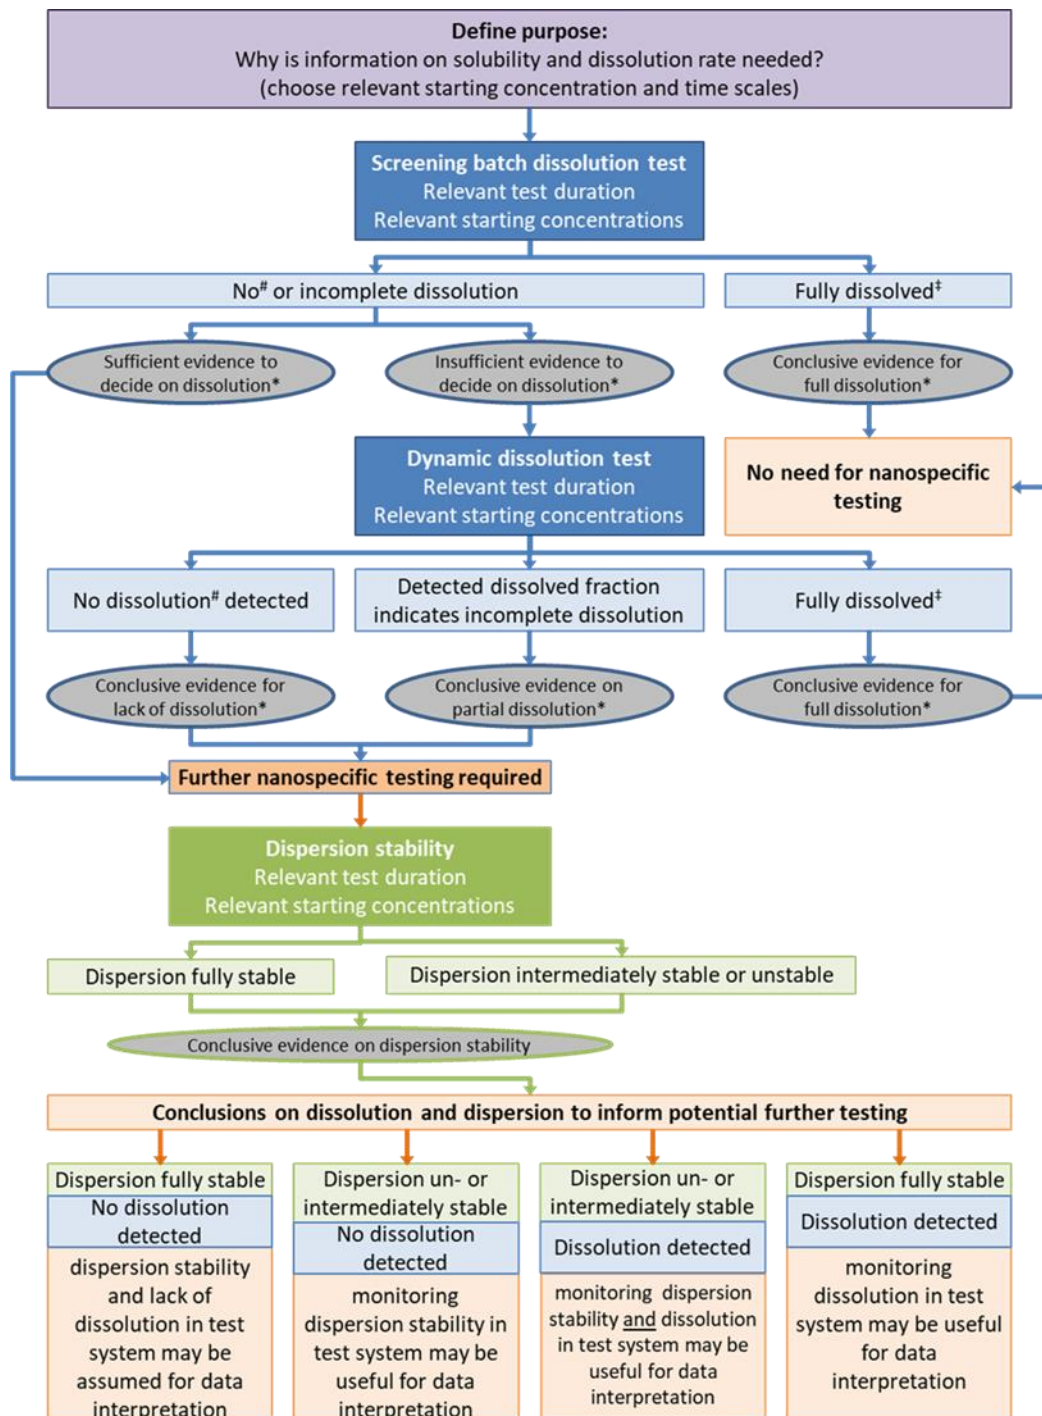 Define purpose:
Why is information on solubility and dissolution rate needed?
(choose relevant starting concentration and time scales)
Screening batch dissolution test
Relevant test duration
Relevant starting concentrations
No# or incomplete dissolution
Fully dissolved‡
Sufficient evidence to
decide on dissolution*
Insufficient evidence to
decide on dissolution*
Conclusive evidence for
full dissolution*
Dynamic dissolution test
Relevant test duration
Relevant starting concentrations
No need for nanospecific
testing
No dissolution# detected
Detected dissolved fraction
indicates incomplete dissolution
Fully dissolved‡
Conclusive evidence for
lack of dissolution*
Conclusive evidence on
partial dissolution*
Conclusive evidence for
full dissolution*
Further nanospecific testing required
Dispersion stability
Relevant test duration
Relevant starting concentrations
Dispersion fully stable
Dispersion intermediately stable or unstable
Conclusive evidence on dispersion stability
Conclusions on dissolution and dispersion to inform potential further testing
Dispersion fully stable
No dissolution
detected
dispersion stability
and lack of
dissolution in test
system may be
assumed for data
interpretation
Dispersion un- or
intermediately stable
No dissolution
detected
monitoring
dispersion stability in
test system may be
useful for data
interpretation
Dispersion un- or
intermediately stable
Dissolution detected
monitoring dispersion
stability and dissolution
in test system may be
useful for data
interpretation
Dispersion fully stable
Dissolution detected
monitoring
dissolution in test
system may be useful
for data
interpretation